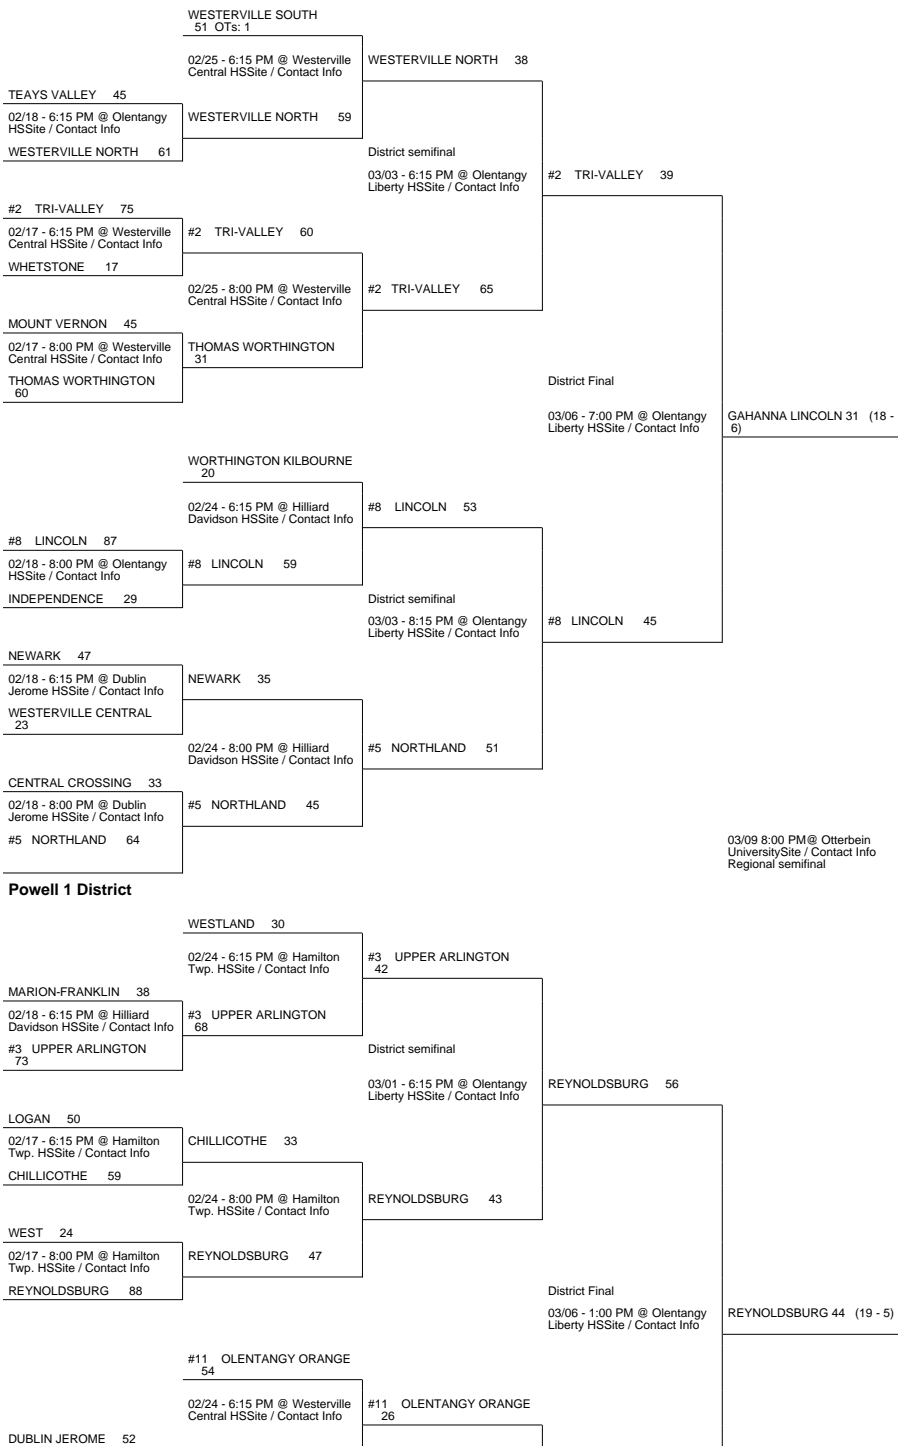 WESTERVILLE SOUTH
51 OTs: 1
02/25 - 6:15 PM @ Westerville
Central HSSite / Contact Info
WESTERVILLE NORTH 38
TEAYS VALLEY 45
02/18 - 6:15 PM @ Olentangy
HSSite / Contact Info
WESTERVILLE NORTH 59
WESTERVILLE NORTH 61
District semifinal
03/03 - 6:15 PM @ Olentangy
Liberty HSSite / Contact Info
#2 TRI-VALLEY 39
#2 TRI-VALLEY 75
02/17 - 6:15 PM @ Westerville
Central HSSite / Contact Info
#2 TRI-VALLEY 60
WHETSTONE 17
02/25 - 8:00 PM @ Westerville
Central HSSite / Contact Info
#2 TRI-VALLEY 65
MOUNT VERNON 45
02/17 - 8:00 PM @ Westerville
Central HSSite / Contact Info
THOMAS WORTHINGTON
31
THOMAS WORTHINGTON
60
District Final
03/06 - 7:00 PM @ Olentangy
Liberty HSSite / Contact Info
GAHANNA LINCOLN 31 (18 -
6)
WORTHINGTON KILBOURNE
20
02/24 - 6:15 PM @ Hilliard
Davidson HSSite / Contact Info
#8 LINCOLN 53
#8 LINCOLN 87
02/18 - 8:00 PM @ Olentangy
HSSite / Contact Info
#8 LINCOLN 59
INDEPENDENCE 29
District semifinal
03/03 - 8:15 PM @ Olentangy
Liberty HSSite / Contact Info
#8 LINCOLN 45
NEWARK 47
02/18 - 6:15 PM @ Dublin
Jerome HSSite / Contact Info
NEWARK 35
WESTERVILLE CENTRAL
23
02/24 - 8:00 PM @ Hilliard
Davidson HSSite / Contact Info
#5 NORTHLAND 51
CENTRAL CROSSING 33
02/18 - 8:00 PM @ Dublin
Jerome HSSite / Contact Info
#5 NORTHLAND 45
#5 NORTHLAND 64
03/09 8:00 PM@ Otterbein
UniversitySite / Contact Info
Regional semifinal
Powell 1 District
WESTLAND 30
02/24 - 6:15 PM @ Hamilton
Twp. HSSite / Contact Info
#3 UPPER ARLINGTON
42
MARION-FRANKLIN 38
02/18 - 6:15 PM @ Hilliard
Davidson HSSite / Contact Info
#3 UPPER ARLINGTON
68
#3 UPPER ARLINGTON
73
District semifinal
03/01 - 6:15 PM @ Olentangy
Liberty HSSite / Contact Info
REYNOLDSBURG 56
LOGAN 50
02/17 - 6:15 PM @ Hamilton
Twp. HSSite / Contact Info
CHILLICOTHE 33
CHILLICOTHE 59
02/24 - 8:00 PM @ Hamilton
Twp. HSSite / Contact Info
REYNOLDSBURG 43
WEST 24
02/17 - 8:00 PM @ Hamilton
Twp. HSSite / Contact Info
REYNOLDSBURG 47
REYNOLDSBURG 88
District Final
03/06 - 1:00 PM @ Olentangy
Liberty HSSite / Contact Info
REYNOLDSBURG 44 (19 - 5)
#11 OLENTANGY ORANGE
54
02/24 - 6:15 PM @ Westerville
Central HSSite / Contact Info
#11 OLENTANGY ORANGE
26
DUBLIN JEROME 52